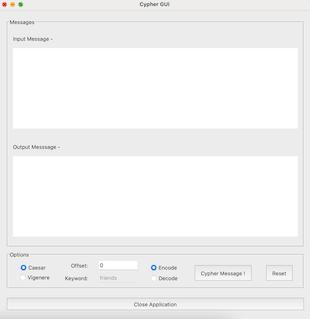 Cypher GUI
Messages
Input Message -
Output Messsage -
Options
Caesar Offset: 0 Encode Cypher Message ! Reset
Vigenere Keyword: friends Decode
Close Application